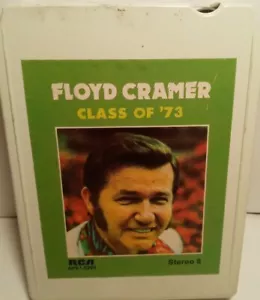 FLOYD CRAMER
CLASS OF '73
RCA
Stereo 8